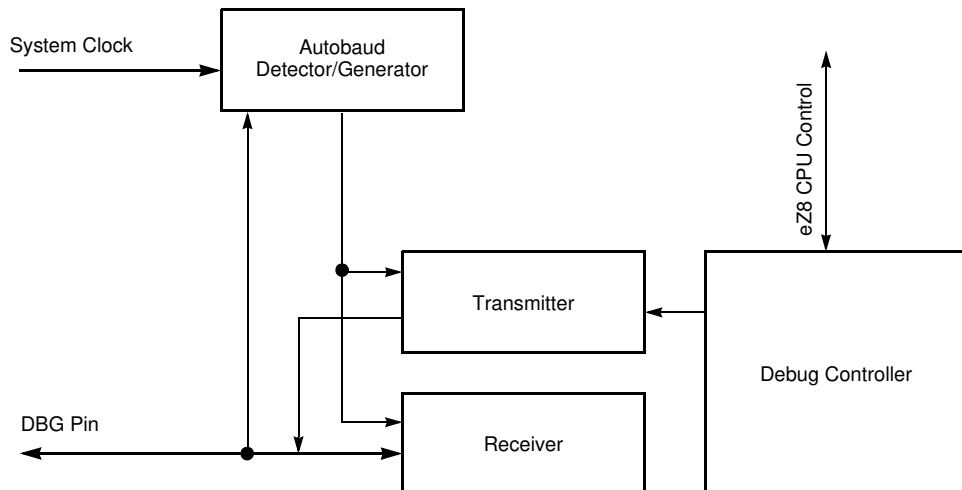 System Clock
Autobaud
Detector/Generator
eZ8 CPU Control
Transmitter
Debug Controller
DBG Pin
Receiver